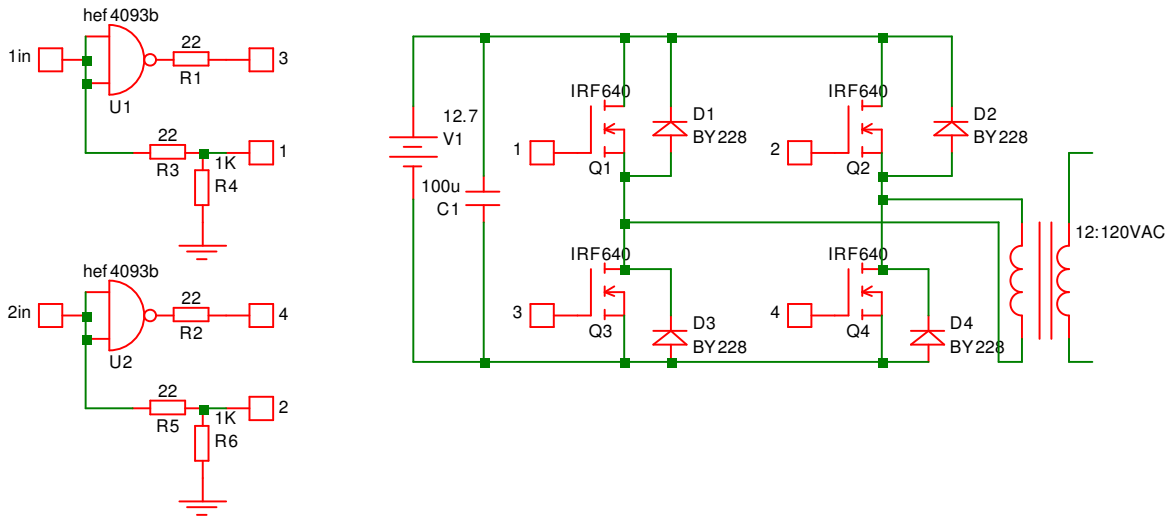 hef4093b
1in
22
R1
3
U1
22
R3
1K
R4
1
hef4093b
2in
22
R2
4
U2
22
R5
1K
R6
2
12.7
V1
100u
C1
IRF640
1
Q1
D1
BY228
IRF640
2
Q2
D2
BY228
IRF640
3
Q3
D3
BY228
IRF640
4
Q4
D4
BY228
12:120VAC